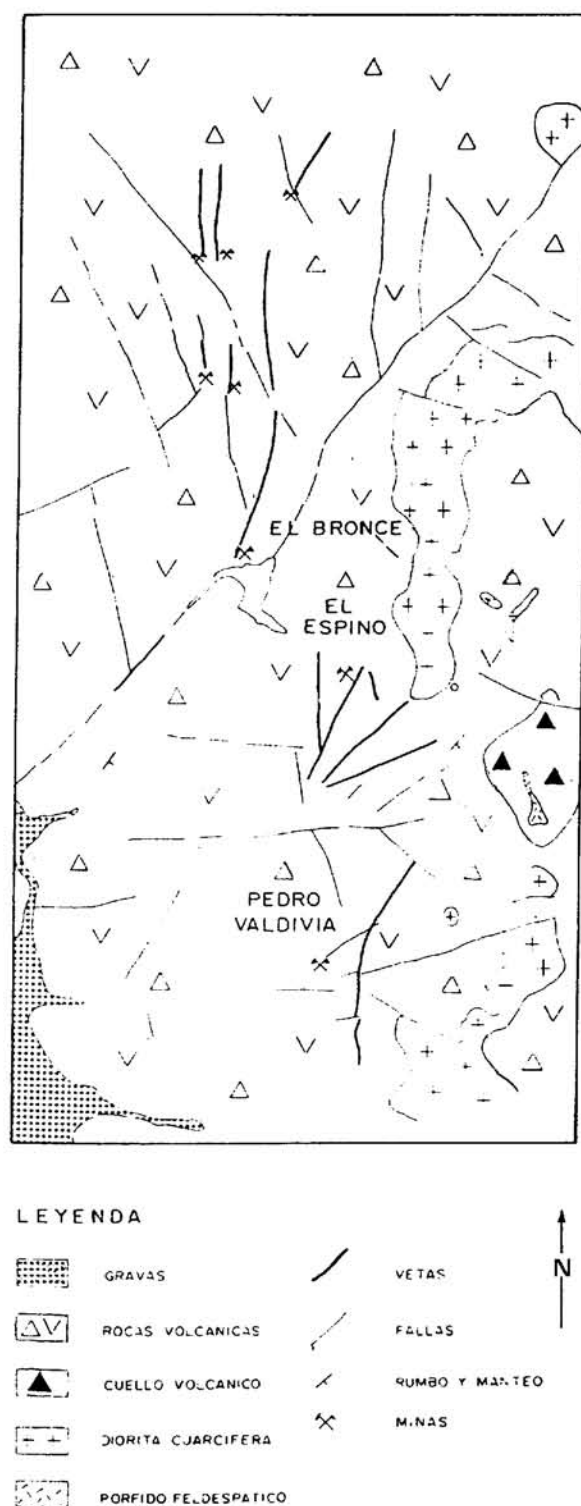 EL BRONCE
EL
ESPINO
PEDRO
VALDIVIA
LEYENDA
N
GRAVAS
VETAS
ROCAS VOLCANICAS
FALLAS
CUELLO VOLCANICO
RUMBO Y MANTEO
DIORITA CUARCIFERA
MINAS
PORFIDO FELDESPATICO